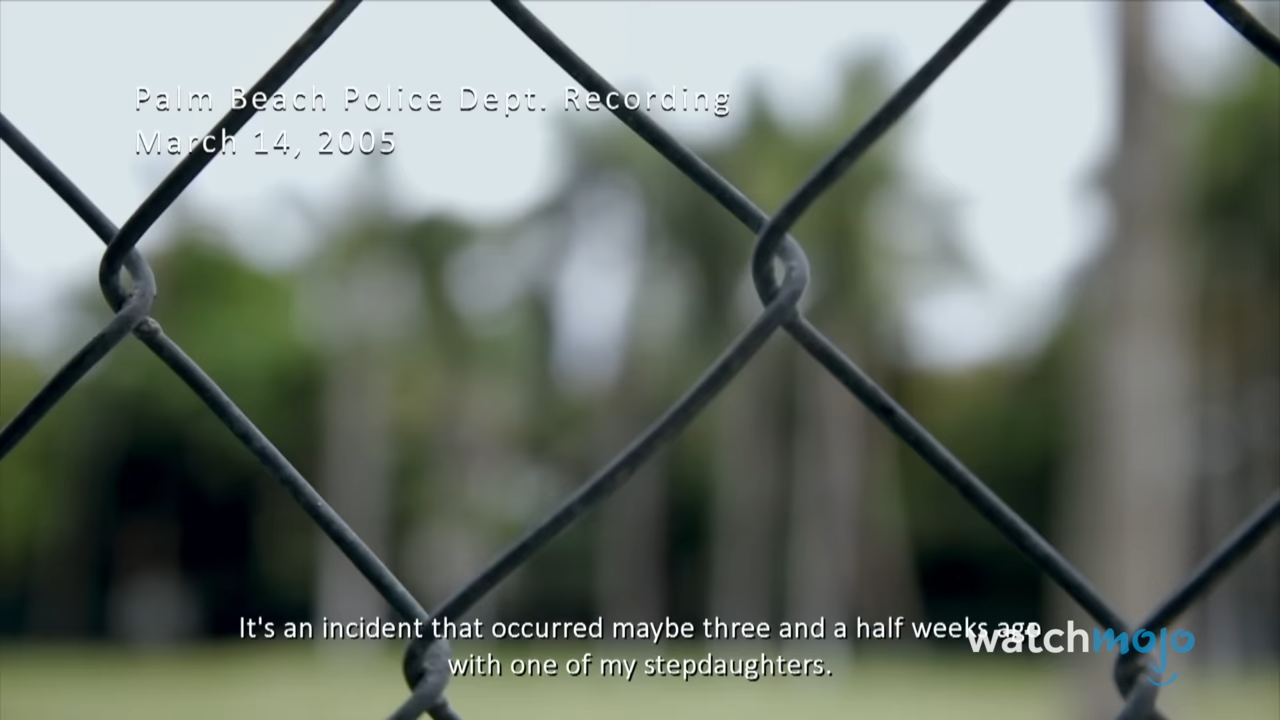 Palm Beach Police Dept. Recording
March 14, 2005
It's an incident that occurred maybe three and a half weeks ago
with one of my stepdaughters.
watchmojo